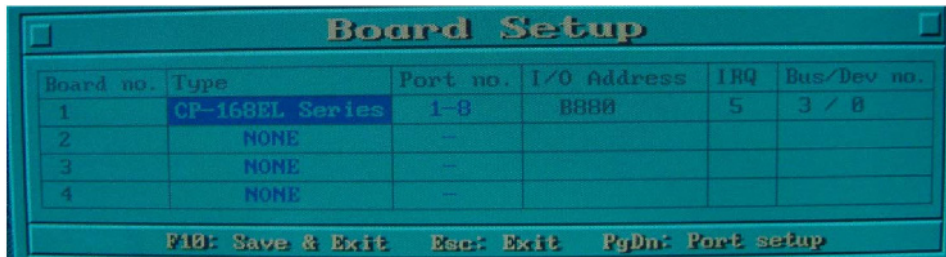 Board Setup
Board no. Type Port no. I/O Address IRQ Bus/Dev no.
1 CP-168EL Series 1-8 B880 5 3 / 0
2 NONE -
3 NONE -
4 NONE -
F10: Save & Exit Esc: Exit PgDn: Port setup